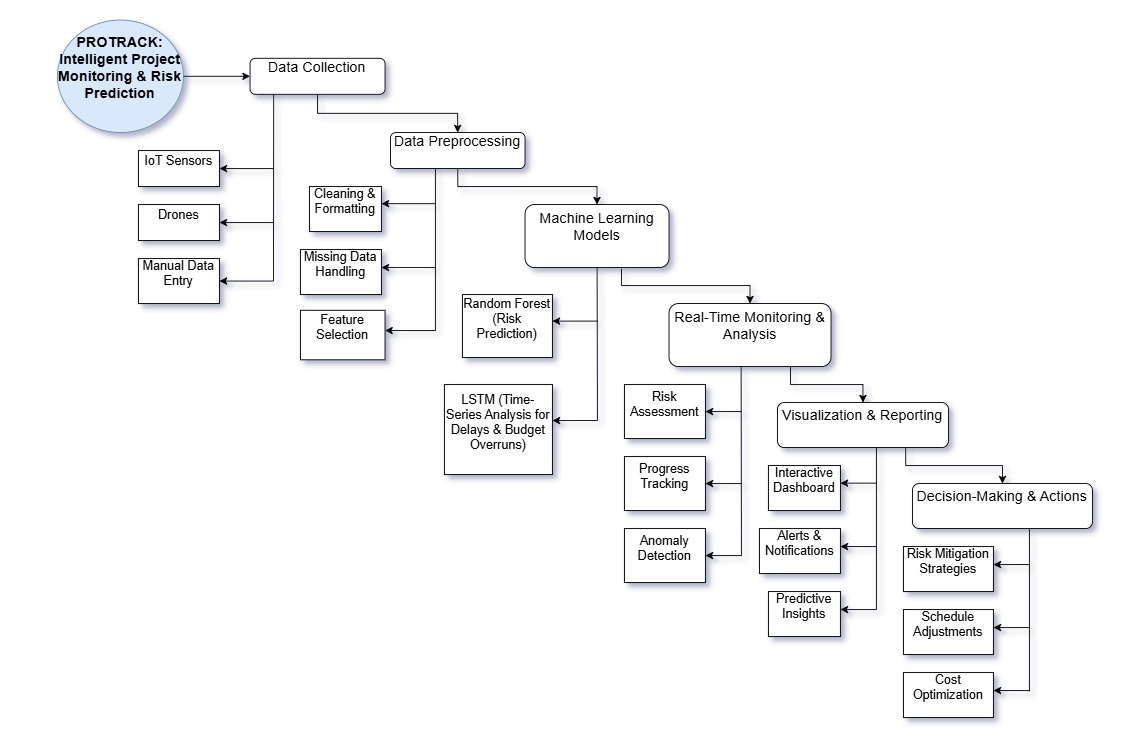 PROTRACK:
Intelligent Project
Monitoring & Risk
Prediction
Data Collection
IoT Sensors
Drones
Manual Data
Entry
Data Preprocessing
Cleaning &
Formatting
Missing Data
Handling
Feature
Selection
Machine Learning
Models
Random Forest
(Risk
Prediction)
LSTM (Time-
Series Analysis for
Delays & Budget
Overruns)
Real-Time Monitoring &
Analysis
Risk
Assessment
Progress
Tracking
Anomaly
Detection
Visualization & Reporting
Interactive
Dashboard
Alerts &
Notifications
Predictive
Insights
Decision-Making & Actions
Risk Mitigation
Strategies
Schedule
Adjustments
Cost
Optimization